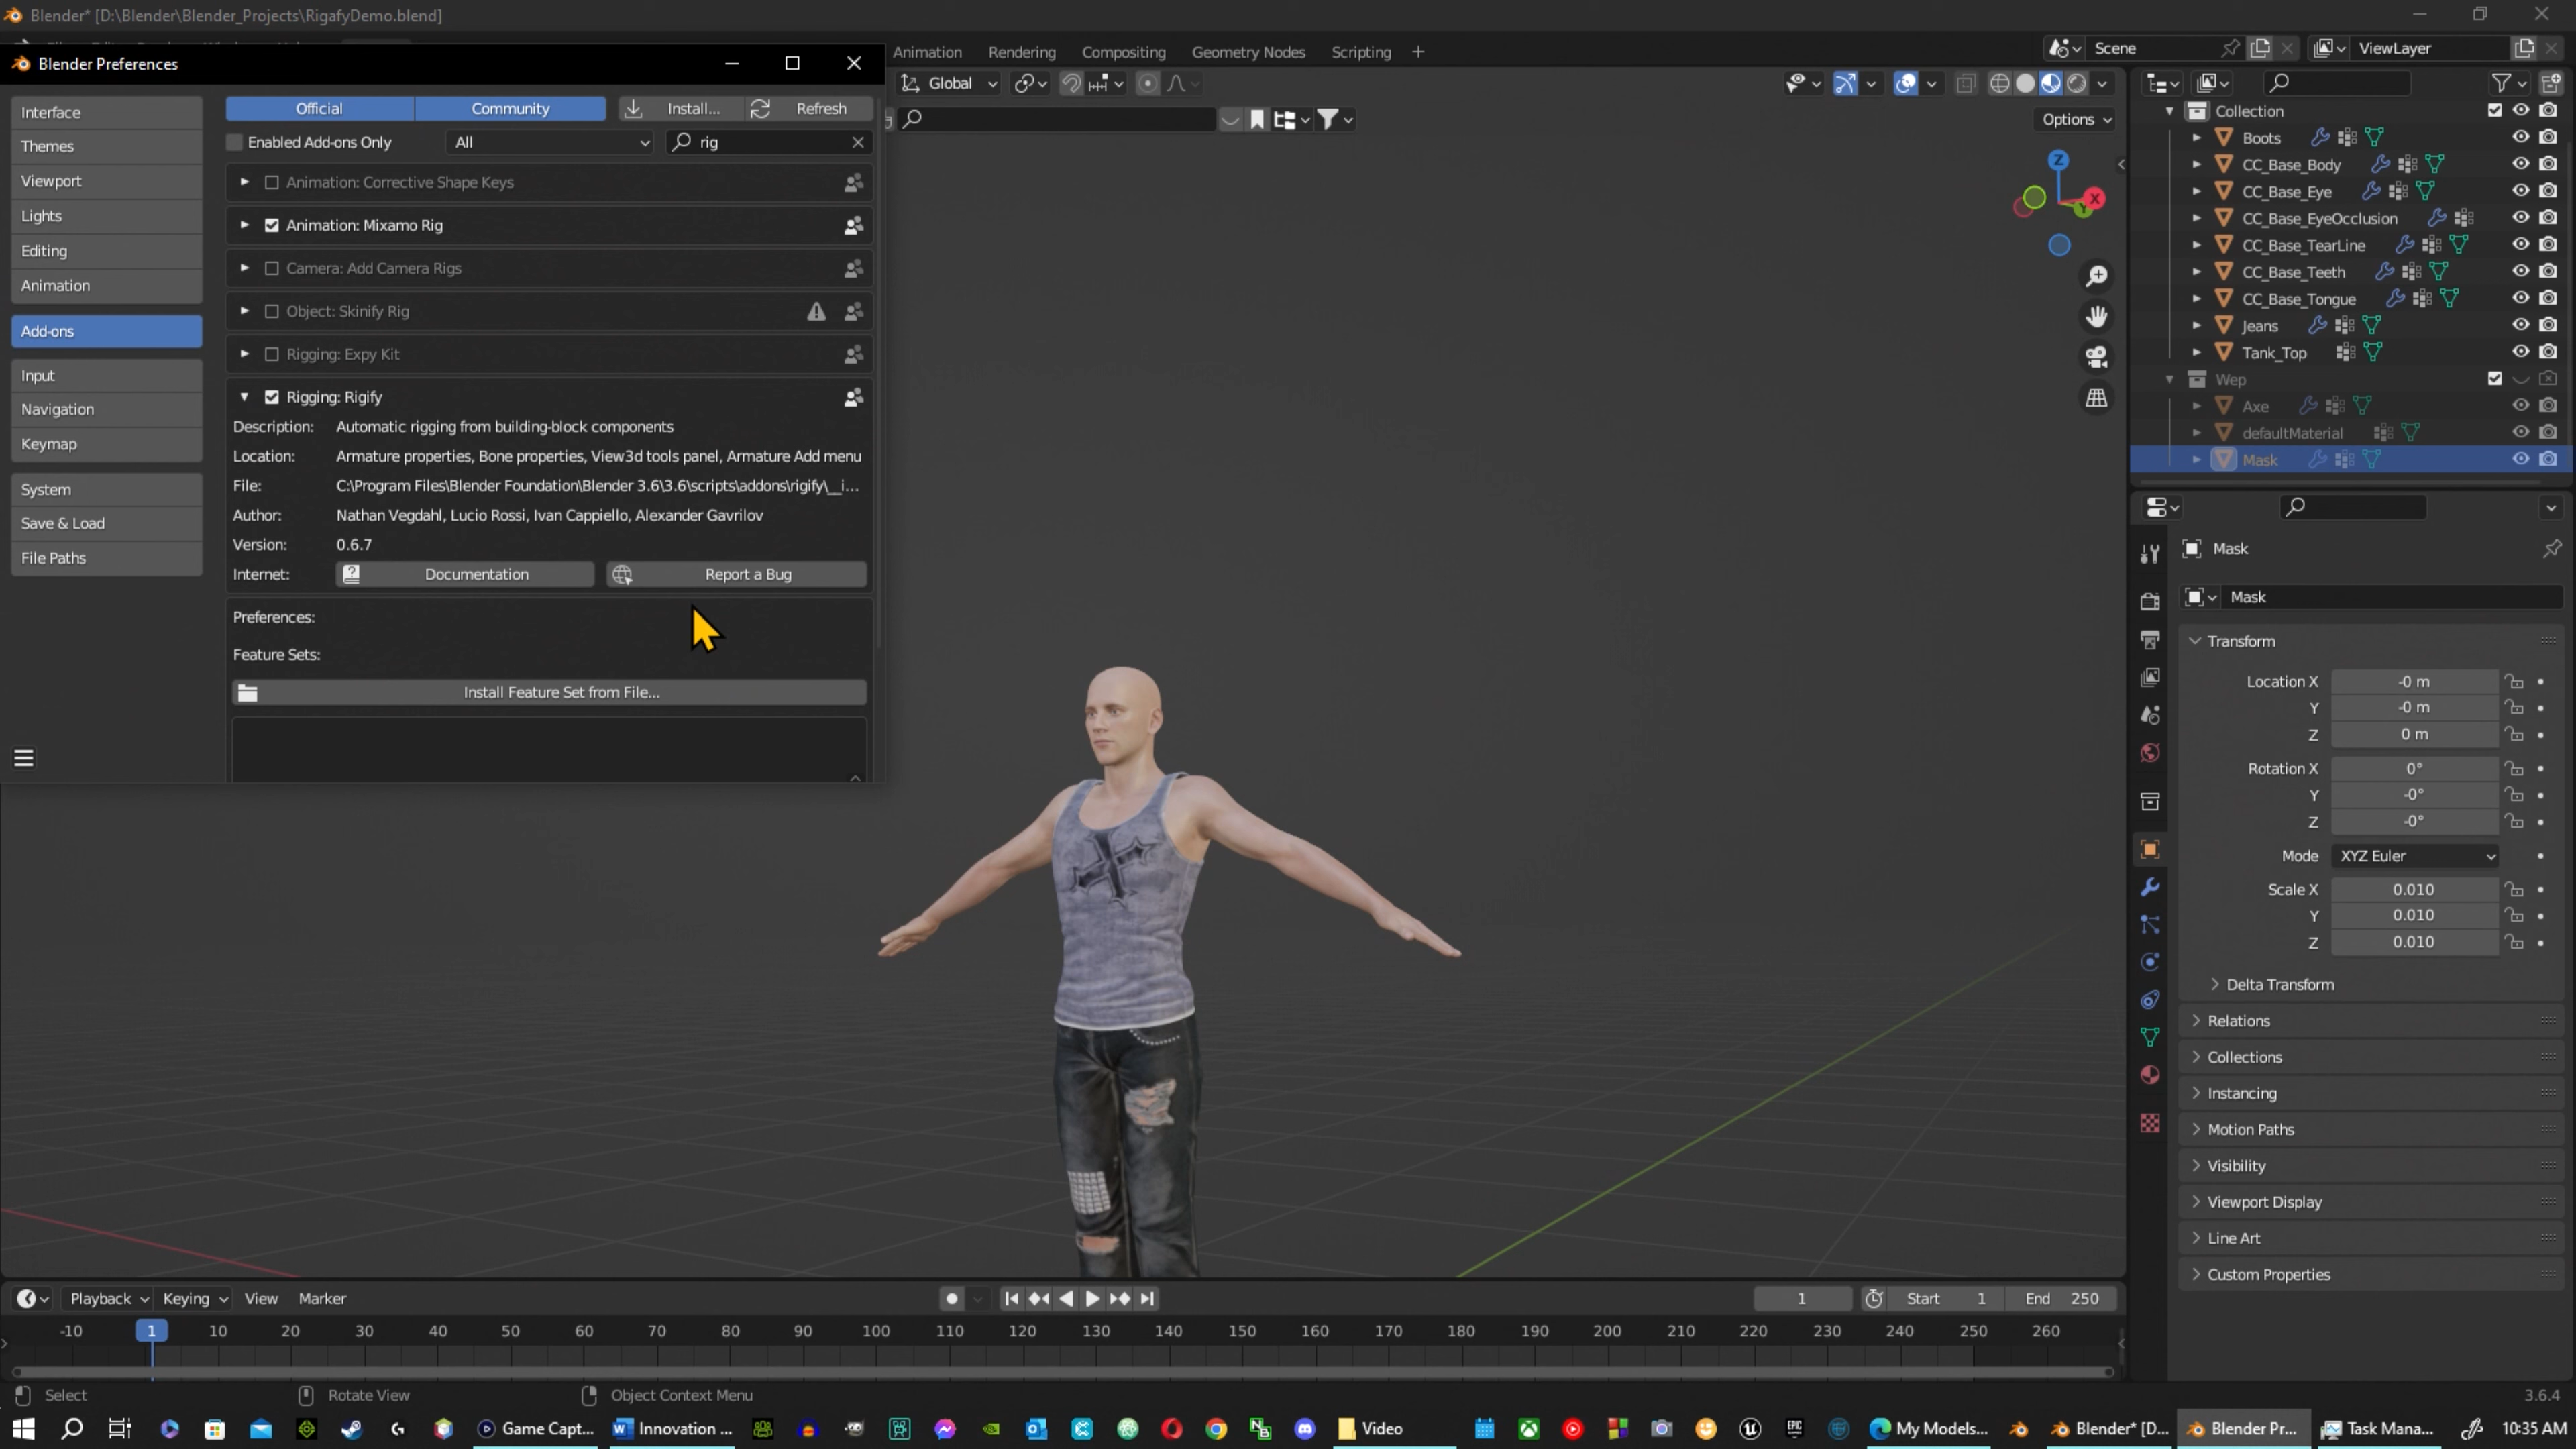 Blender* [D:\Blender\Blender_Projects\RigafyDemo.blend]
Blender Preferences
Animation Rendering Compositing Geometry Nodes Scripting +
Scene
ViewLayer
Global
Options
Interface
Themes
Viewport
Lights
Editing
Animation
Add-ons
Input
Navigation
Keymap
System
Save & Load
File Paths
Official Community Install... Refresh
Enabled Add-ons Only All rig
Animation: Corrective Shape Keys
Animation: Mixamo Rig
Camera: Add Camera Rigs
Object: Skinify Rig
Rigging: Expy Kit
Rigging: Rigify
Description: Automatic rigging from building-block components
Location: Armature properties, Bone properties, View3d tools panel, Armature Add menu
File: C:\Program Files\Blender Foundation\Blender 3.6\3.6\scripts\addons\rigify\__i...
Author: Nathan Vegdahl, Lucio Rossi, Ivan Cappiello, Alexander Gavrilov
Version: 0.6.7
Internet: Documentation Report a Bug
Preferences:
Feature Sets:
Install Feature Set from File...
Z
X
Y
Collection
Boots
CC_Base_Body
CC_Base_Eye
CC_Base_EyeOcclusion
CC_Base_TearLine
CC_Base_Teeth
CC_Base_Tongue
Jeans
Tank_Top
Wep
Axe
defaultMaterial
Mask
Mask
Mask
Transform
Location X -0 m
Y -0 m
Z 0 m
Rotation X 0°
Y -0°
Z -0°
Mode XYZ Euler
Scale X 0.010
Y 0.010
Z 0.010
Delta Transform
Relations
Collections
Instancing
Motion Paths
Visibility
Viewport Display
Line Art
Custom Properties
Playback Keying View Marker
1 Start 1 End 250
-10 1 10 20 30 40 50 60 70 80 90 100 110 120 130 140 150 160 170 180 190 200 210 220 230 240 250 260
Select Rotate View Object Context Menu 3.6.4
Game Capt... Innovation ... Video My Models... Blender* [D... Blender Pr... Task Mana... 10:35 AM